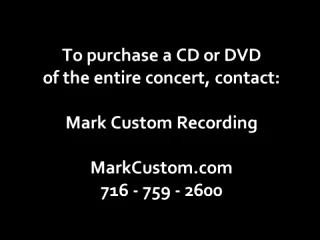 To purchase a CD or DVD
of the entire concert, contact:
Mark Custom Recording
MarkCustom.com
716 - 759 - 2600